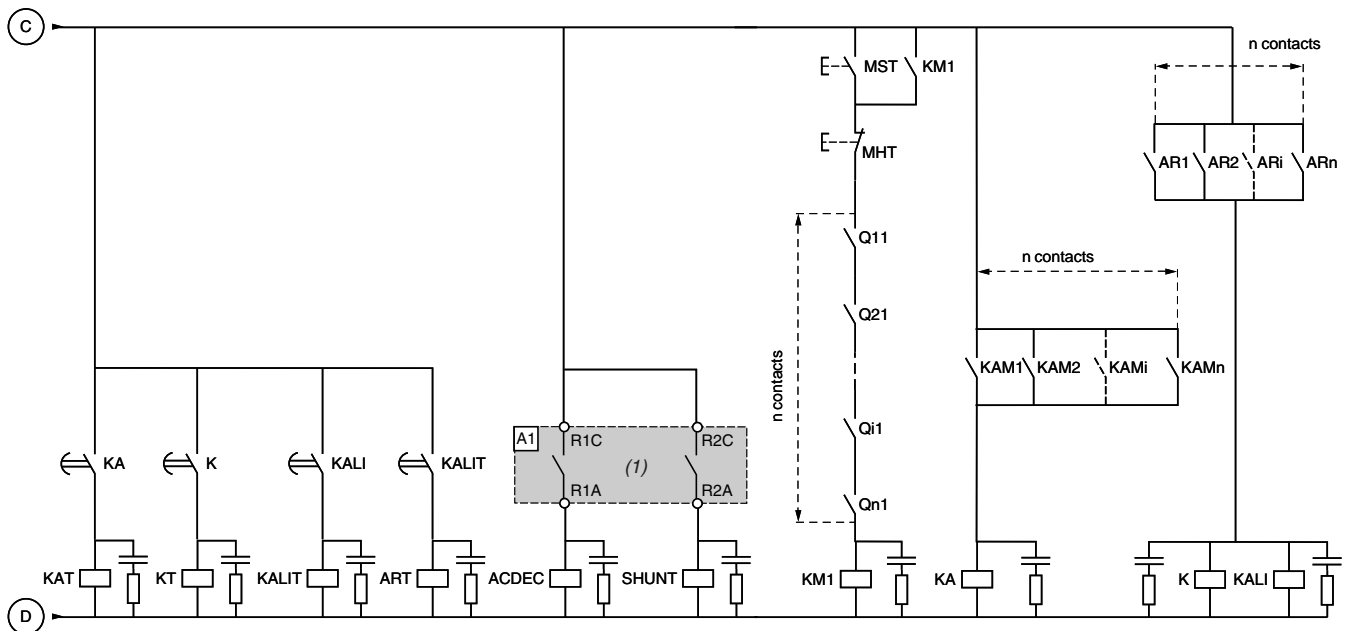 C
n contacts
MST
KM1
MHT
AR1
AR2
ARi
ARn
n contacts
Q11
n contacts
Q21
KAM1
KAM2
KAMi
KAMn
Qi1
A1
R1C
R2C
KA
K
KALI
KALIT
(1)
R1A
R2A
Qn1
KAT
KT
KALIT
ART
ACDEC
SHUNT
KM1
KA
K
KALI
D